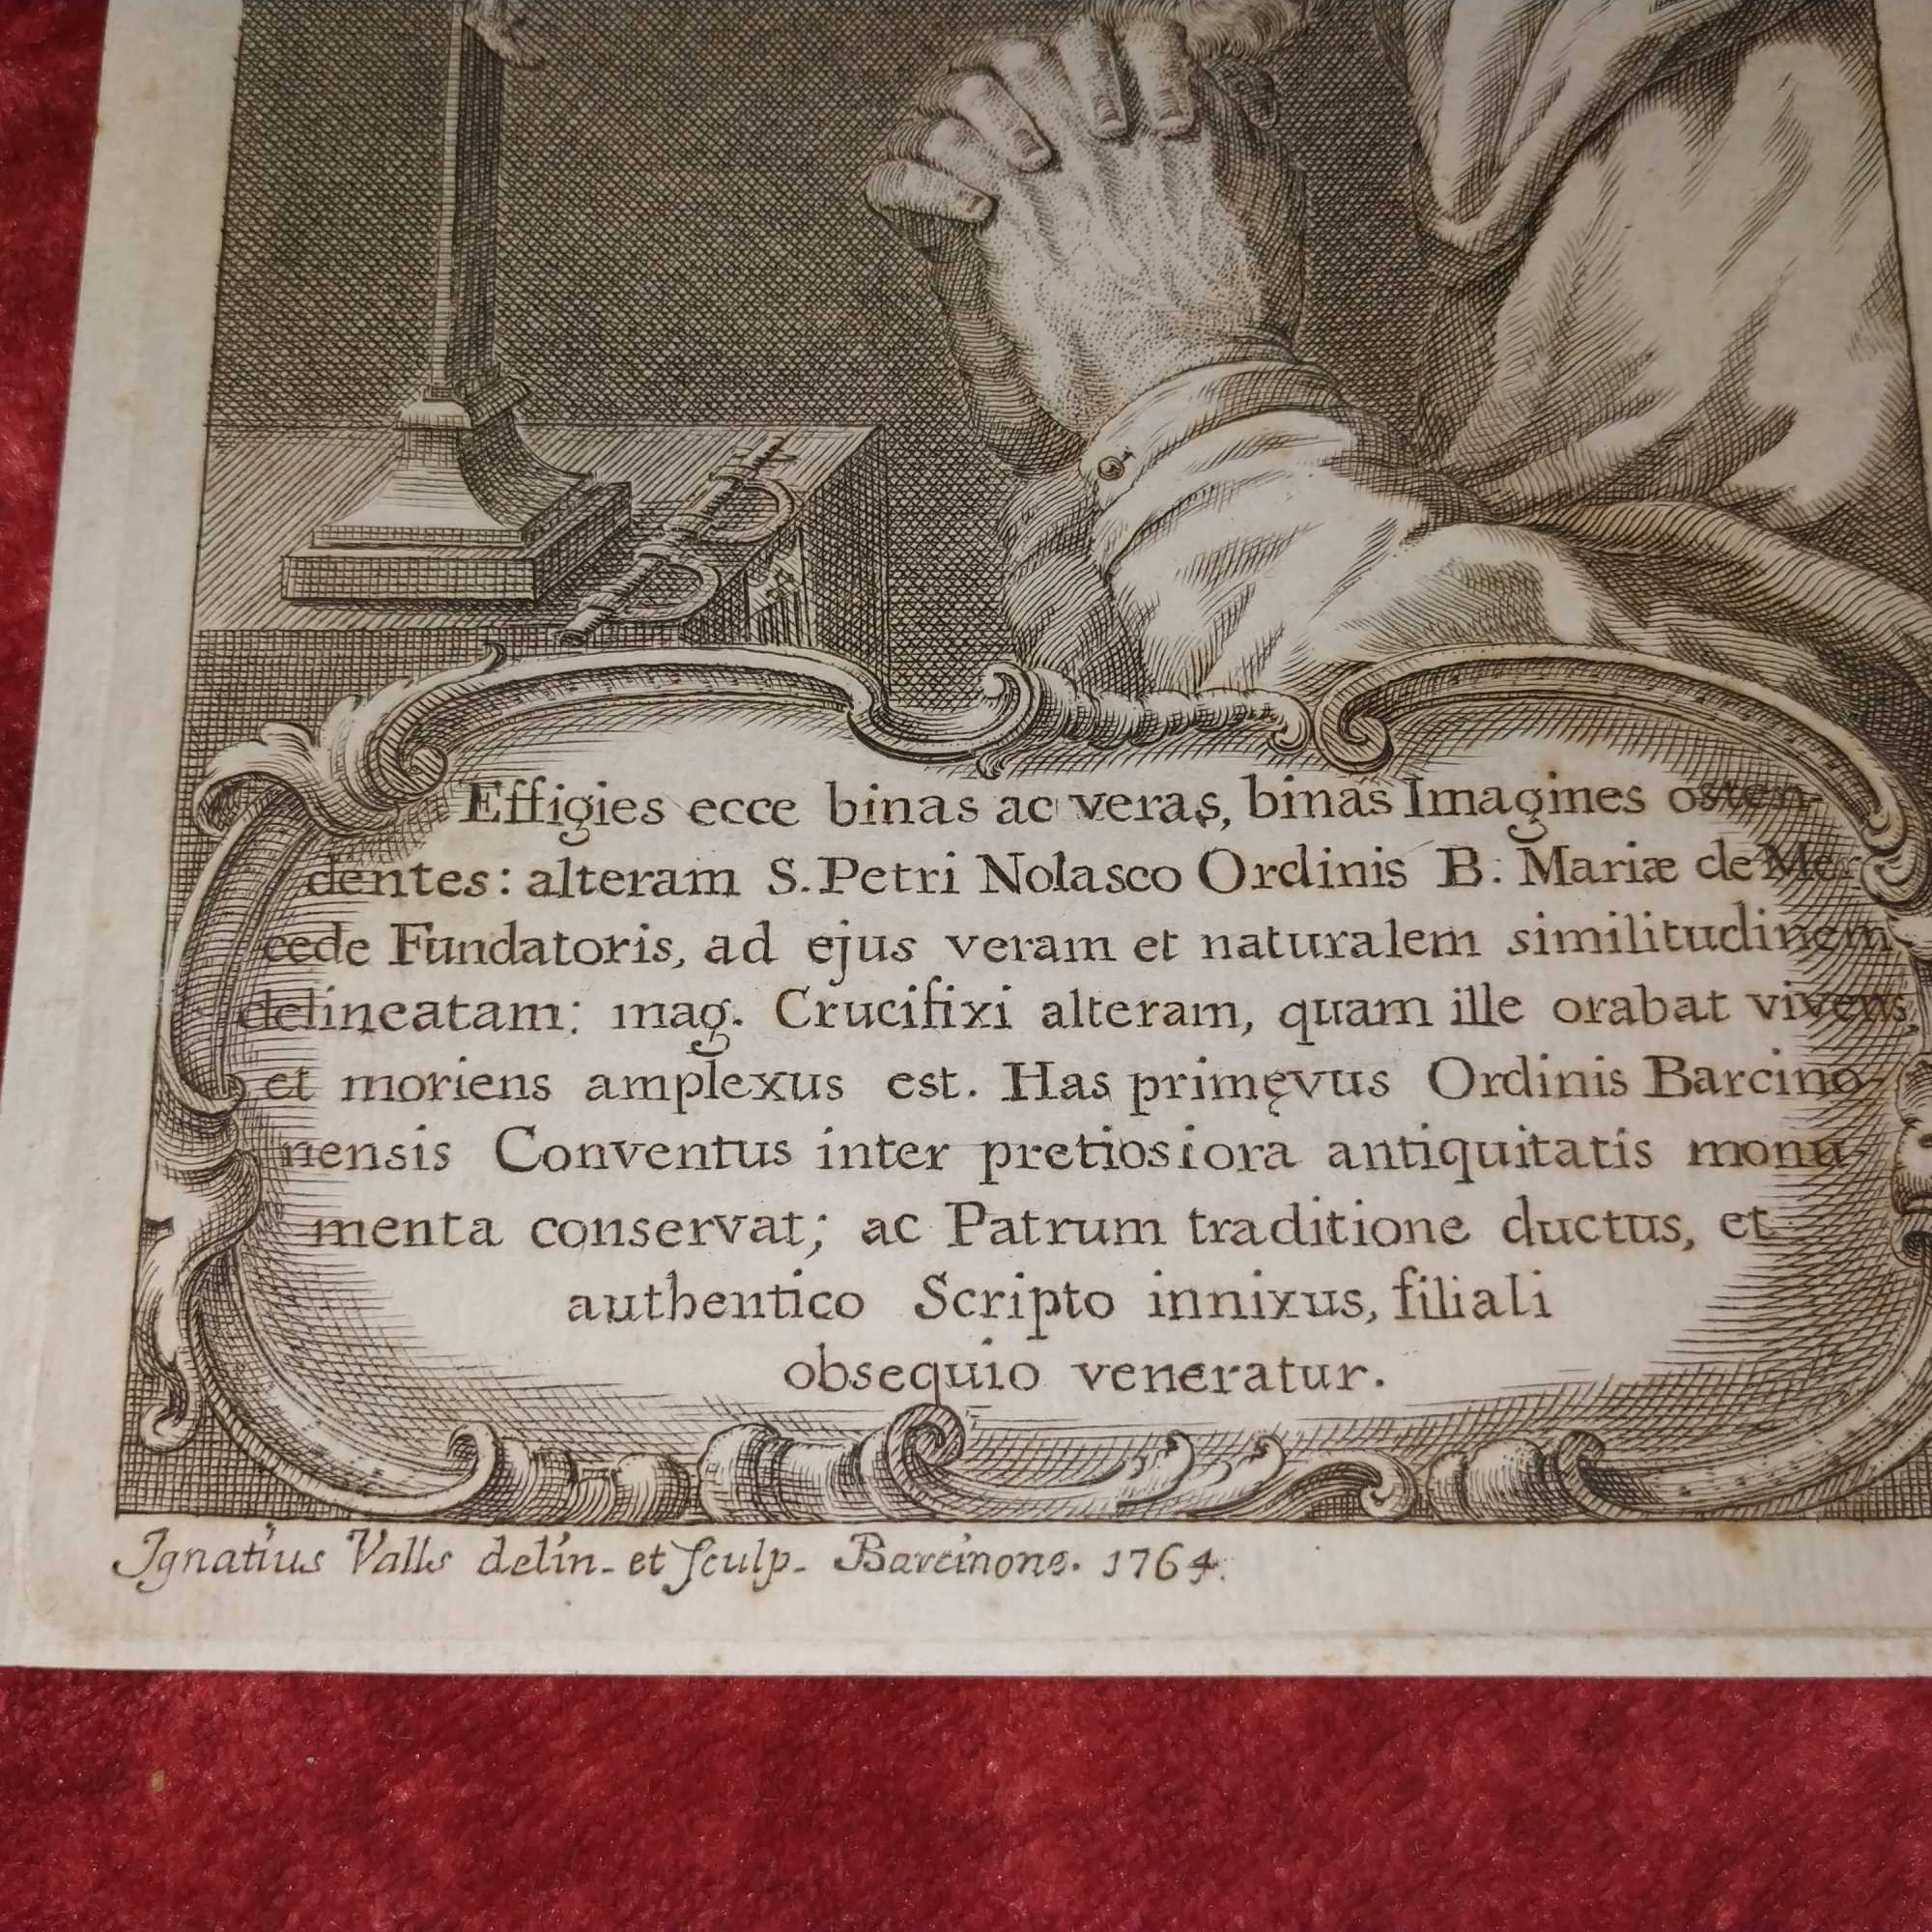 Effigies ecce binas ac veras, binas Imagines osten-
dentes: alteram S. Petri Nolasco Ordinis B. Mariæ de Mer-
cede Fundatoris, ad ejus veram et naturalem similitudinem
delineatam: mag. Crucifixi alteram, quam ille orabat vivens,
et moriens amplexus est. Has primęvus Ordinis Barcino-
nensis Conventus inter pretiosiora antiquitatis monu-
menta conservat; ac Patrum traditione ductus, et
authentico Scripto innixus, filiali
obsequio veneratur.
Ignatius Valls delin. et Sculp. Barcinone. 1764.